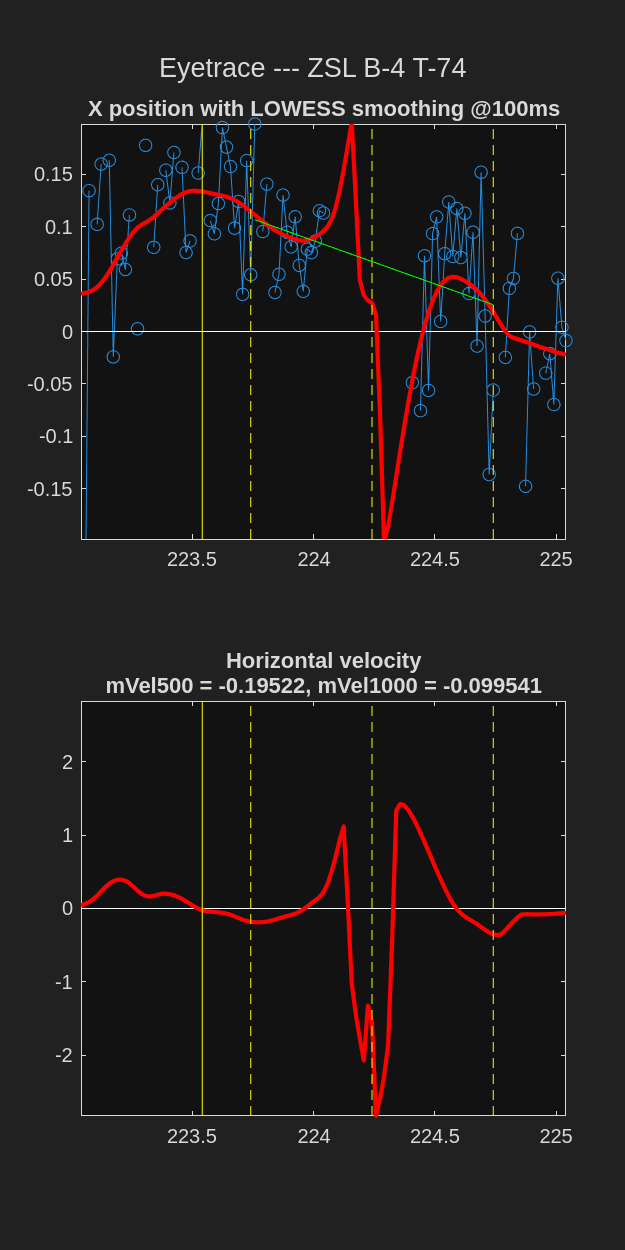 Eyetrace --- ZSL B-4 T-74
X position with LOWESS smoothing @100ms
0.15
0.1
0.05
0
-0.05
-0.1
-0.15
223.5 224 224.5 225
Horizontal velocity
mVel500 = -0.19522, mVel1000 = -0.099541
2
1
0
-1
-2
223.5 224 224.5 225